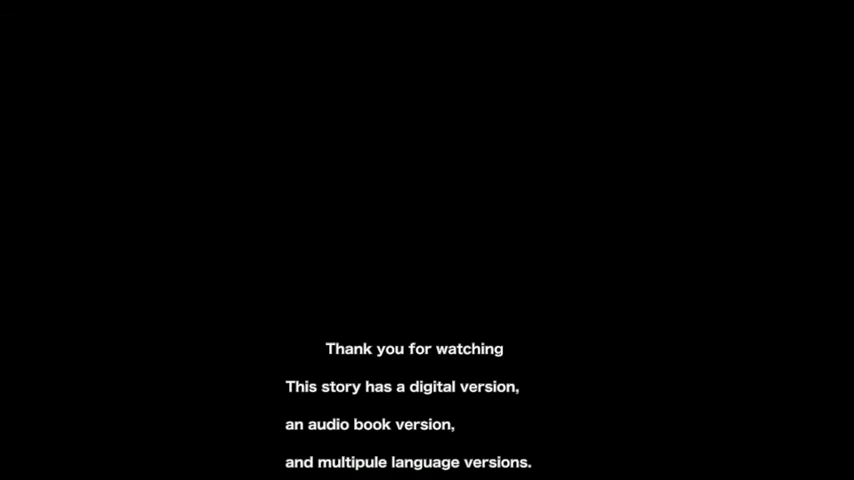 Thank you for watching
This story has a digital version,
an audio book version,
and multipule language versions.